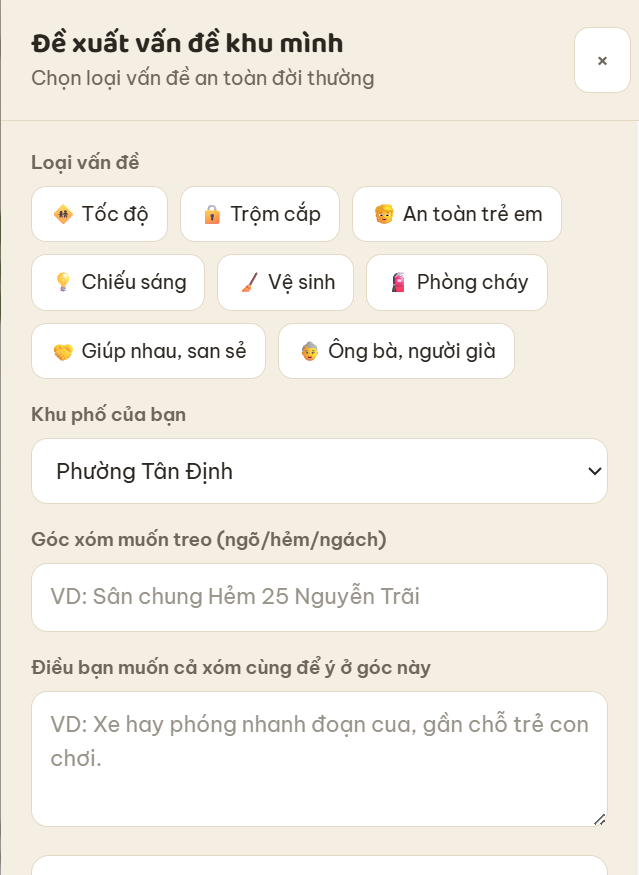 Đề xuất vấn đề khu mình
Chọn loại vấn đề an toàn đời thường
×
Loại vấn đề
Tốc độ
Trộm cắp
An toàn trẻ em
Chiếu sáng
Vệ sinh
Phòng cháy
Giúp nhau, san sẻ
Ông bà, người già
Khu phố của bạn
Phường Tân Định
Góc xóm muốn treo (ngõ/hẻm/ngách)
VD: Sân chung Hẻm 25 Nguyễn Trãi
Điều bạn muốn cả xóm cùng để ý ở góc này
VD: Xe hay phóng nhanh đoạn cua, gần chỗ trẻ con
chơi.